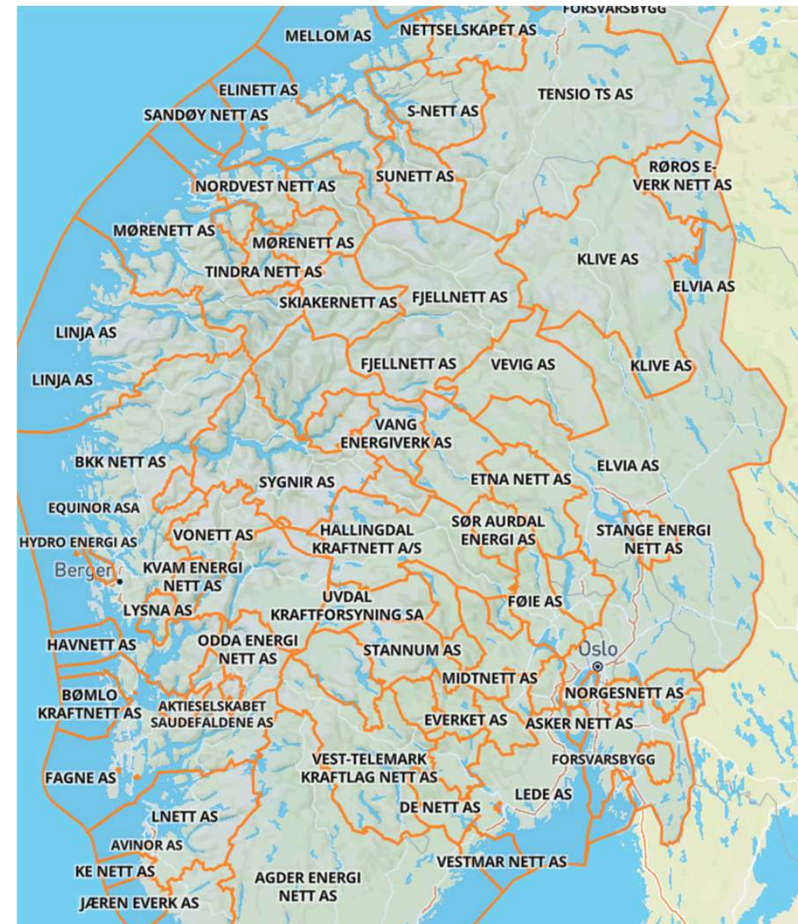 FORSVARSBYGG
MELLOM AS
NETTSELSKAPET AS
ELINETT AS
SANDØY NETT AS
S-NETT AS
TENSIO TS AS
NORDVEST NETT AS
SUNETT AS
RØROS E-
VERK NETT AS
MØRENETT AS
MØRENETT AS
TINDRA NETT AS
KLIVE AS
ELVIA AS
SKIAKERNETT AS
FJELLNETT AS
LINJA AS
LINJA AS
FJELLNETT AS
VEVIG AS
KLIVE AS
VANG
ENERGIVERK AS
BKK NETT AS
SYGNIR AS
ETNA NETT AS
ELVIA AS
EQUINOR ASA
HYDRO ENERGI AS
VONETT AS
HALLINGDAL
KRAFTNETT A/S
SØR AURDAL
ENERGI AS
STANGE ENERGI
NETT AS
Bergen
KVAM ENERGI
NETT AS
LYSNA AS
UVDAL
KRAFTFORSYNING SA
FØIE AS
HAVNETT AS
ODDA ENERGI
NETT AS
STANNUM AS
Oslo
MIDTNETT AS
NORGESNETT AS
BØMLO
KRAFTNETT AS
AKTIESELSKABET
SAUDEFALDENE AS
EVERKET AS
ASKER NETT AS
FAGNE AS
VEST-TELEMARK
KRAFTLAG NETT AS
FORSVARSBYGG
DE NETT AS
LEDE AS
LNETT AS
AVINOR AS
KE NETT AS
VESTMAR NETT AS
JÆREN EVERK AS
AGDER ENERGI
NETT AS